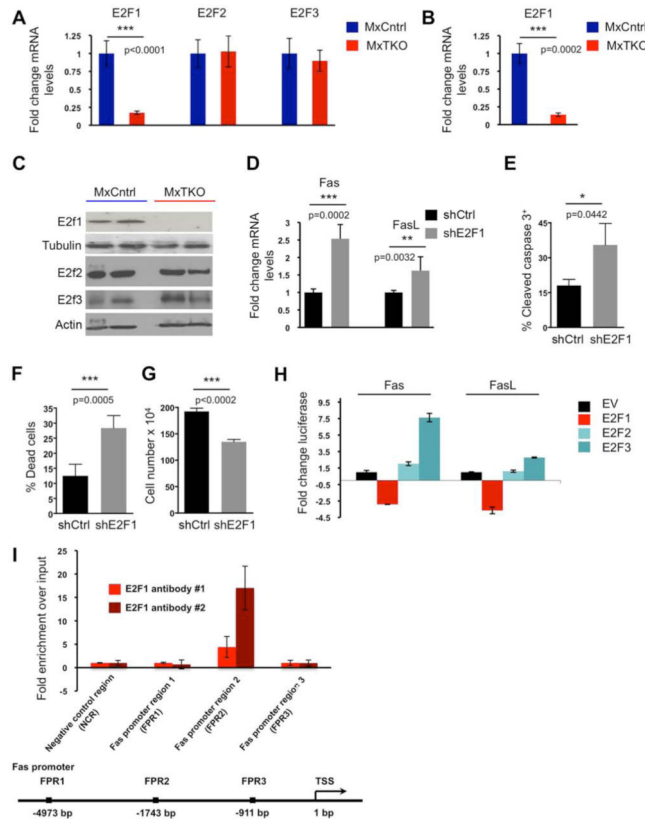 A
E2F1 E2F2 E2F3
MxCntrl
MxTKO
***
p<0.0001
Fold change mRNA
levels
1.25
1
0.75
0.5
0.25
0
B
E2F1
MxCntrl
MxTKO
***
p=0.0002
Fold change mRNA
levels
1.25
1
0.75
0.5
0.25
0
C
MxCntrl MxTKO
E2f1
Tubulin
E2f2
E2f3
Actin
D
Fas
***
p=0.0002
FasL
**
p=0.0032
shCtrl
shE2F1
Fold change mRNA
levels
3
2.5
2
1.5
1
0.5
0
E
*
p=0.0442
% Cleaved caspase 3+
45
30
15
0
shCtrl shE2F1
F
***
p=0.0005
% Dead cells
35
30
25
20
15
10
5
0
shCtrl shE2F1
G
***
p<0.0002
Cell number x 10⁴
200
150
100
50
0
shCtrl shE2F1
H
Fas FasL
EV
E2F1
E2F2
E2F3
Fold change luciferase
7.5
5.5
3.5
1.5
-2.5
-4.5
I
E2F1 antibody #1
E2F1 antibody #2
Fold enrichment over input
25
20
15
10
5
0
5
Negative control region
(NCR)
Fas promoter region 1
(FPR1)
Fas promoter region 2
(FPR2)
Fas promoter region 3
(FPR3)
Fas promoter
FPR1 FPR2 FPR3 TSS
-4973 bp -1743 bp -911 bp 1 bp